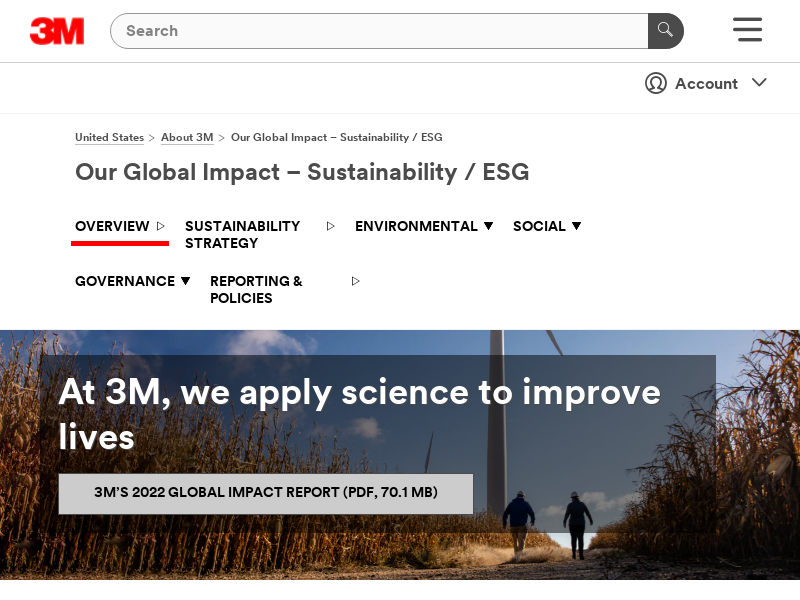 3M
Search
Account
United States > About 3M > Our Global Impact – Sustainability / ESG
Our Global Impact – Sustainability / ESG
OVERVIEW
SUSTAINABILITY
STRATEGY
ENVIRONMENTAL
SOCIAL
GOVERNANCE
REPORTING &
POLICIES
At 3M, we apply science to improve
lives
3M’S 2022 GLOBAL IMPACT REPORT (PDF, 70.1 MB)